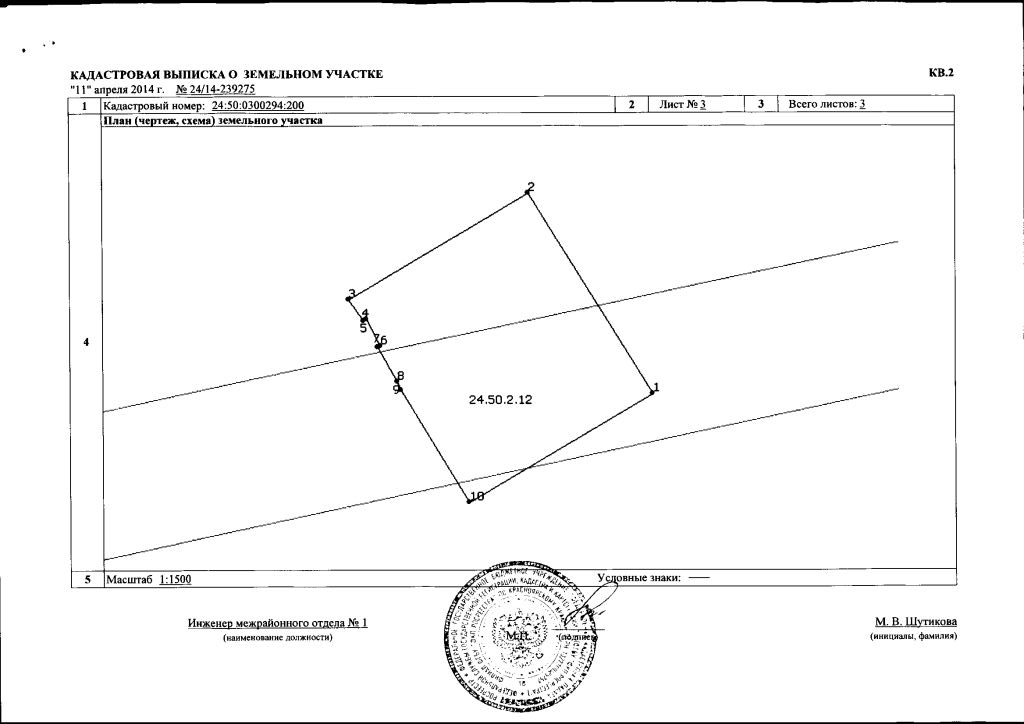 КАДАСТРОВАЯ ВЫПИСКА О ЗЕМЕЛЬНОМ УЧАСТКЕ
КВ.2
"11" апреля 2014 г. № 24/14-239275
1 Кадастровый номер: 24:50:0300294:200 2 Лист № 3 3 Всего листов: 3
План (чертеж, схема) земельного участка
2
3
4
5
7 6
4
8
9
1
24.50.2.12
10
5 Масштаб 1:1500 Условные знаки:
Инженер межрайонного отдела № 1
М. В. Шутикова
(наименование должности)
М.П.
(подпись)
(инициалы, фамилия)